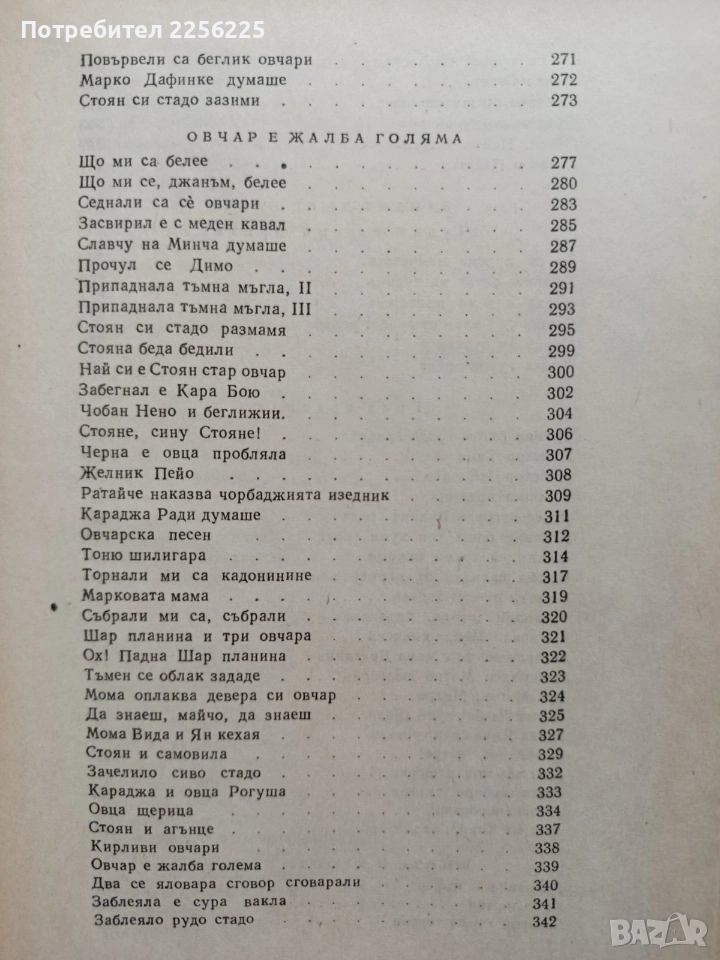 Потребител 2256225
Повървели са беглик овчари . . . . . . . 271
Марко Дафинке думаше . . . . . . . . 272
Стоян си стадо зазими . . . . . . . . 273
ОВЧАР Е ЖАЛБА ГОЛЯМА
Що ми са белее . . . . . . . . . . 277
Що ми се, джанъм, белее . . . . . . . . 280
Седнали са сѐ овчари . . . . . . . . 283
Засвирил е с меден кавал . . . . . . . . 285
Славчу на Минча думаше . . . . . . . . 287
Прочул се Димо . . . . . . . . . . 289
Припаднала тъмна мъгла, II . . . . . . . 291
Припаднала тъмна мъгла, III . . . . . . . 293
Стоян си стадо размамя . . . . . . . . 295
Стояна беда бедили . . . . . . . . . 299
Най си е Стоян стар овчар . . . . . . . . 300
Забегнал е Кара Бою . . . . . . . . . 302
Чобан Нено и беглижии. . . . . . . . . 304
Стояне, сину Стояне! . . . . . . . . . 306
Черна е овца пробляла . . . . . . . . 307
Желник Пейо . . . . . . . . . . 308
Ратайче наказва чорбаджията изедник . . . . . 309
Караджа Ради думаше . . . . . . . . . 311
Овчарска песен . . . . . . . . . . 312
Тоню шилигара . . . . . . . . . . 314
Торнали ми са кадонинине . . . . . . . . 317
Марковата мама . . . . . . . . . . 319
Събрали ми са, събрали . . . . . . . . 320
Шар планина и три овчара . . . . . . . . 321
Ох! Падна Шар планина . . . . . . . . 322
Тъмен се облак зададе . . . . . . . . 323
Мома оплаква девера си овчар . . . . . . . 324
Да знаеш, майчо, да знаеш . . . . . . . . 325
Мома Вида и Ян кехая . . . . . . . . . 327
Стоян и самовила . . . . . . . . . 329
Зачелило сиво стадо . . . . . . . . . 332
Караджа и овца Рогуша . . . . . . . . 333
Овца щерица . . . . . . . . . . 334
Стоян и агънце . . . . . . . . . . 337
Кирливи овчари . . . . . . . . . . 338
Овчар е жалба голема . . . . . . . . . 339
Два се яловара сговор сговарали . . . . . . 340
Заблеяла е сура вакла . . . . . . . . 341
Заблеяло рудо стадо . . . . . . . . . 342
BAZAR